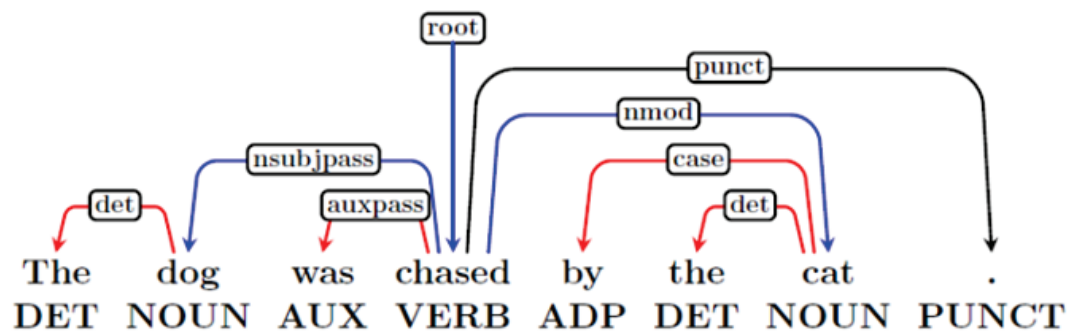 root
punct
nmod
nsubjpass case
det auxpass det
The dog was chased by the cat .
DET NOUN AUX VERB ADP DET NOUN PUNCT